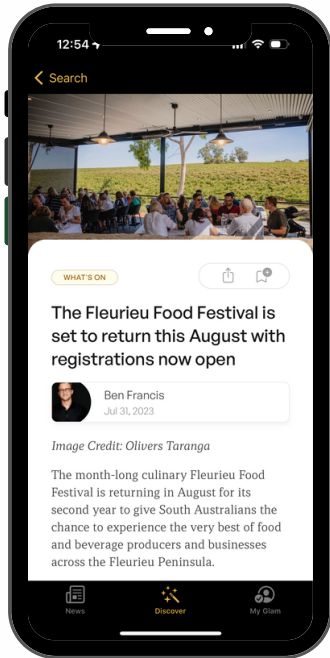 12:54
Search
WHAT'S ON
The Fleurieu Food Festival is
set to return this August with
registrations now open
Ben Francis
Jul 31, 2023
Image Credit: Olivers Taranga
The month-long culinary Fleurieu Food
Festival is returning in August for its
second year to give South Australians the
chance to experience the very best of food
and beverage producers and businesses
across the Fleurieu Peninsula.
News
Discover
My Glam